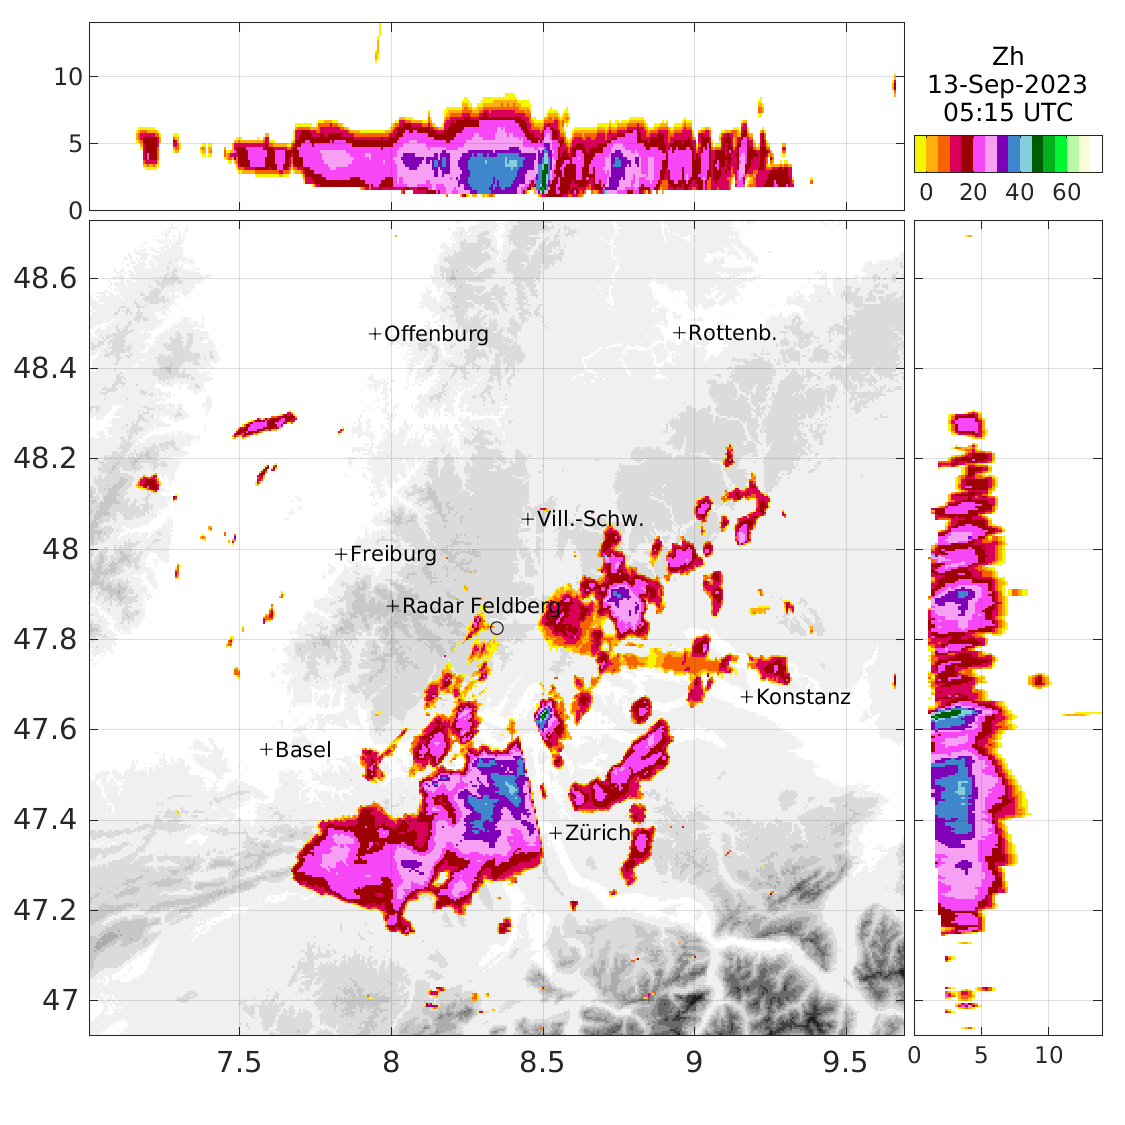 Zh
13-Sep-2023
05:15 UTC
0 20 40 60
10
5
0
48.6
48.4
48.2
48
47.8
47.6
47.4
47.2
47
+Offenburg
+Rottenb.
+Vill.-Schw.
+Freiburg
+Radar Feldberg
+Konstanz
+Basel
+Zürich
7.5 8 8.5 9 9.5
0 5 10